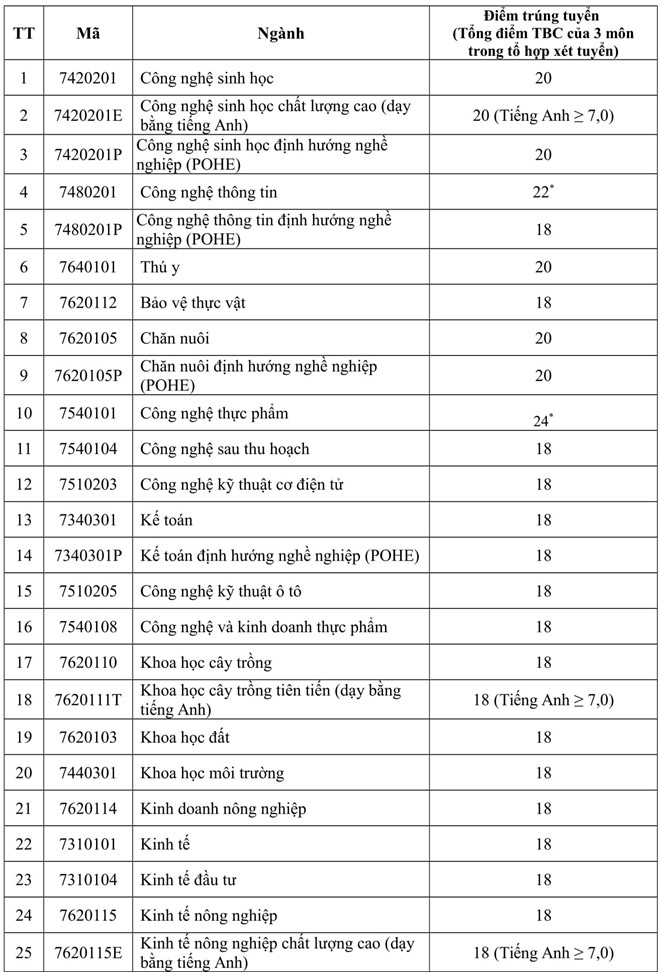 TT Mã Ngành Điểm trúng tuyển
(Tổng điểm TBC của 3 môn
trong tổ hợp xét tuyển)
1 7420201 Công nghệ sinh học 20
2 7420201E Công nghệ sinh học chất lượng cao (dạy
bằng tiếng Anh) 20 (Tiếng Anh ≥ 7,0)
3 7420201P Công nghệ sinh học định hướng nghề
nghiệp (POHE) 20
4 7480201 Công nghệ thông tin 22*
5 7480201P Công nghệ thông tin định hướng nghề
nghiệp (POHE) 18
6 7640101 Thú y 20
7 7620112 Bảo vệ thực vật 18
8 7620105 Chăn nuôi 20
9 7620105P Chăn nuôi định hướng nghề nghiệp
(POHE) 20
10 7540101 Công nghệ thực phẩm 24*
11 7540104 Công nghệ sau thu hoạch 18
12 7510203 Công nghệ kỹ thuật cơ điện tử 18
13 7340301 Kế toán 18
14 7340301P Kế toán định hướng nghề nghiệp (POHE) 18
15 7510205 Công nghệ kỹ thuật ô tô 18
16 7540108 Công nghệ và kinh doanh thực phẩm 18
17 7620110 Khoa học cây trồng 18
18 7620111T Khoa học cây trồng tiên tiến (dạy bằng
tiếng Anh) 18 (Tiếng Anh ≥ 7,0)
19 7620103 Khoa học đất 18
20 7440301 Khoa học môi trường 18
21 7620114 Kinh doanh nông nghiệp 18
22 7310101 Kinh tế 18
23 7310104 Kinh tế đầu tư 18
24 7620115 Kinh tế nông nghiệp 18
25 7620115E Kinh tế nông nghiệp chất lượng cao (dạy
bằng tiếng Anh) 18 (Tiếng Anh ≥ 7,0)